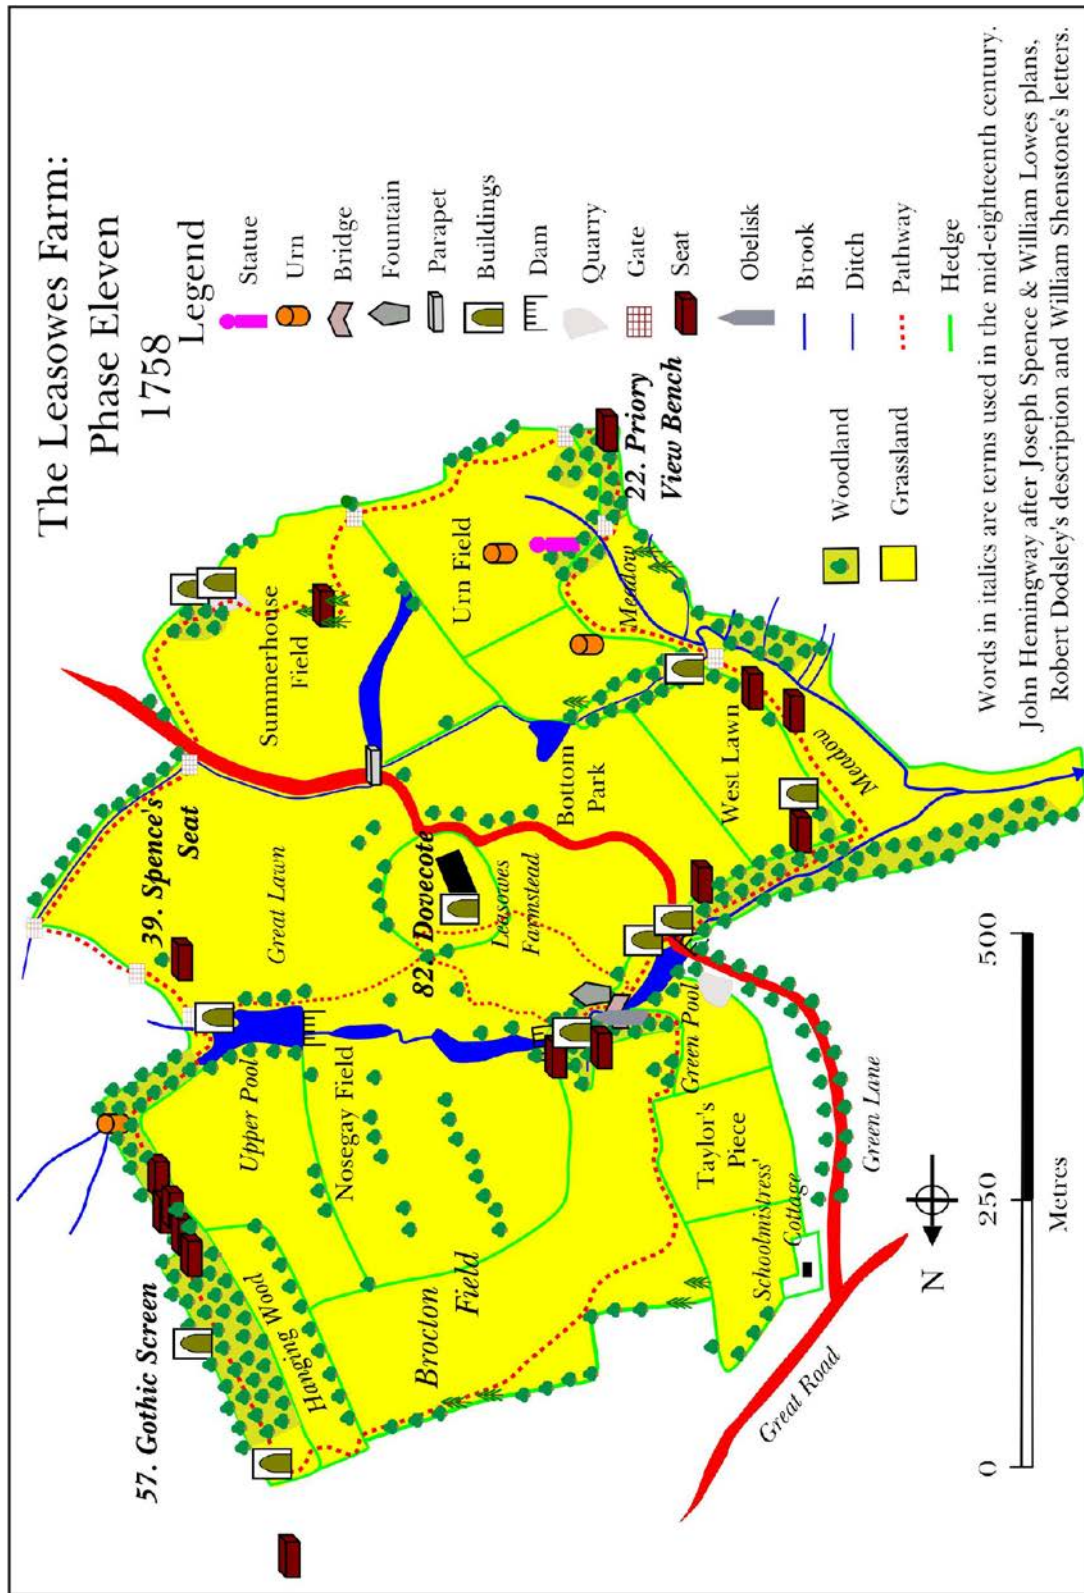 The Leasowes Farm:
Phase Eleven
1758
Legend
Statue
Urn
Bridge
Fountain
Parapet
Buildings
Dam
Quarry
Gate
Seat
Obelisk
Brook
Ditch
Pathway
Hedge
Woodland
Grassland
57. Gothic Screen
39. Spence's
Seat
Summerhouse
Field
Hanging Wood
Upper Pool
Great Lawn
Nosegay Field
Brocton
Field
82. Dovecote
Leasowes
Farmstead
Urn Field
Bottom
Park
Meadow
22. Priory
View Bench
Green Pool
West Lawn
Taylor's
Piece
Schoolmistress'
Cottage
Meadow
Great Road
Green Lane
N
0
250
500
Metres
Words in italics are terms used in the mid-eighteenth century.
John Hemingway after Joseph Spence & William Lowes plans,
Robert Dodsley's description and William Shenstone's letters.